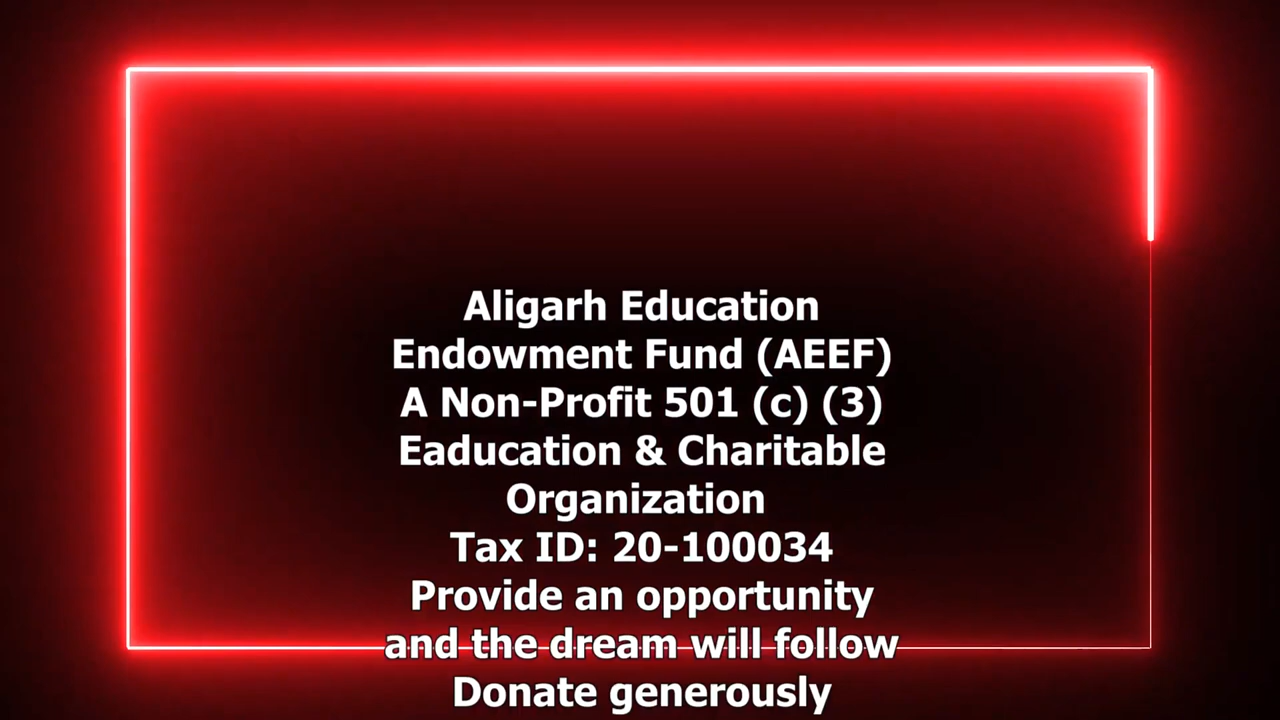 Aligarh Education
Endowment Fund (AEEF)
A Non-Profit 501 (c) (3)
Eaducation & Charitable
Organization
Tax ID: 20-100034
Provide an opportunity
and the dream will follow
Donate generously